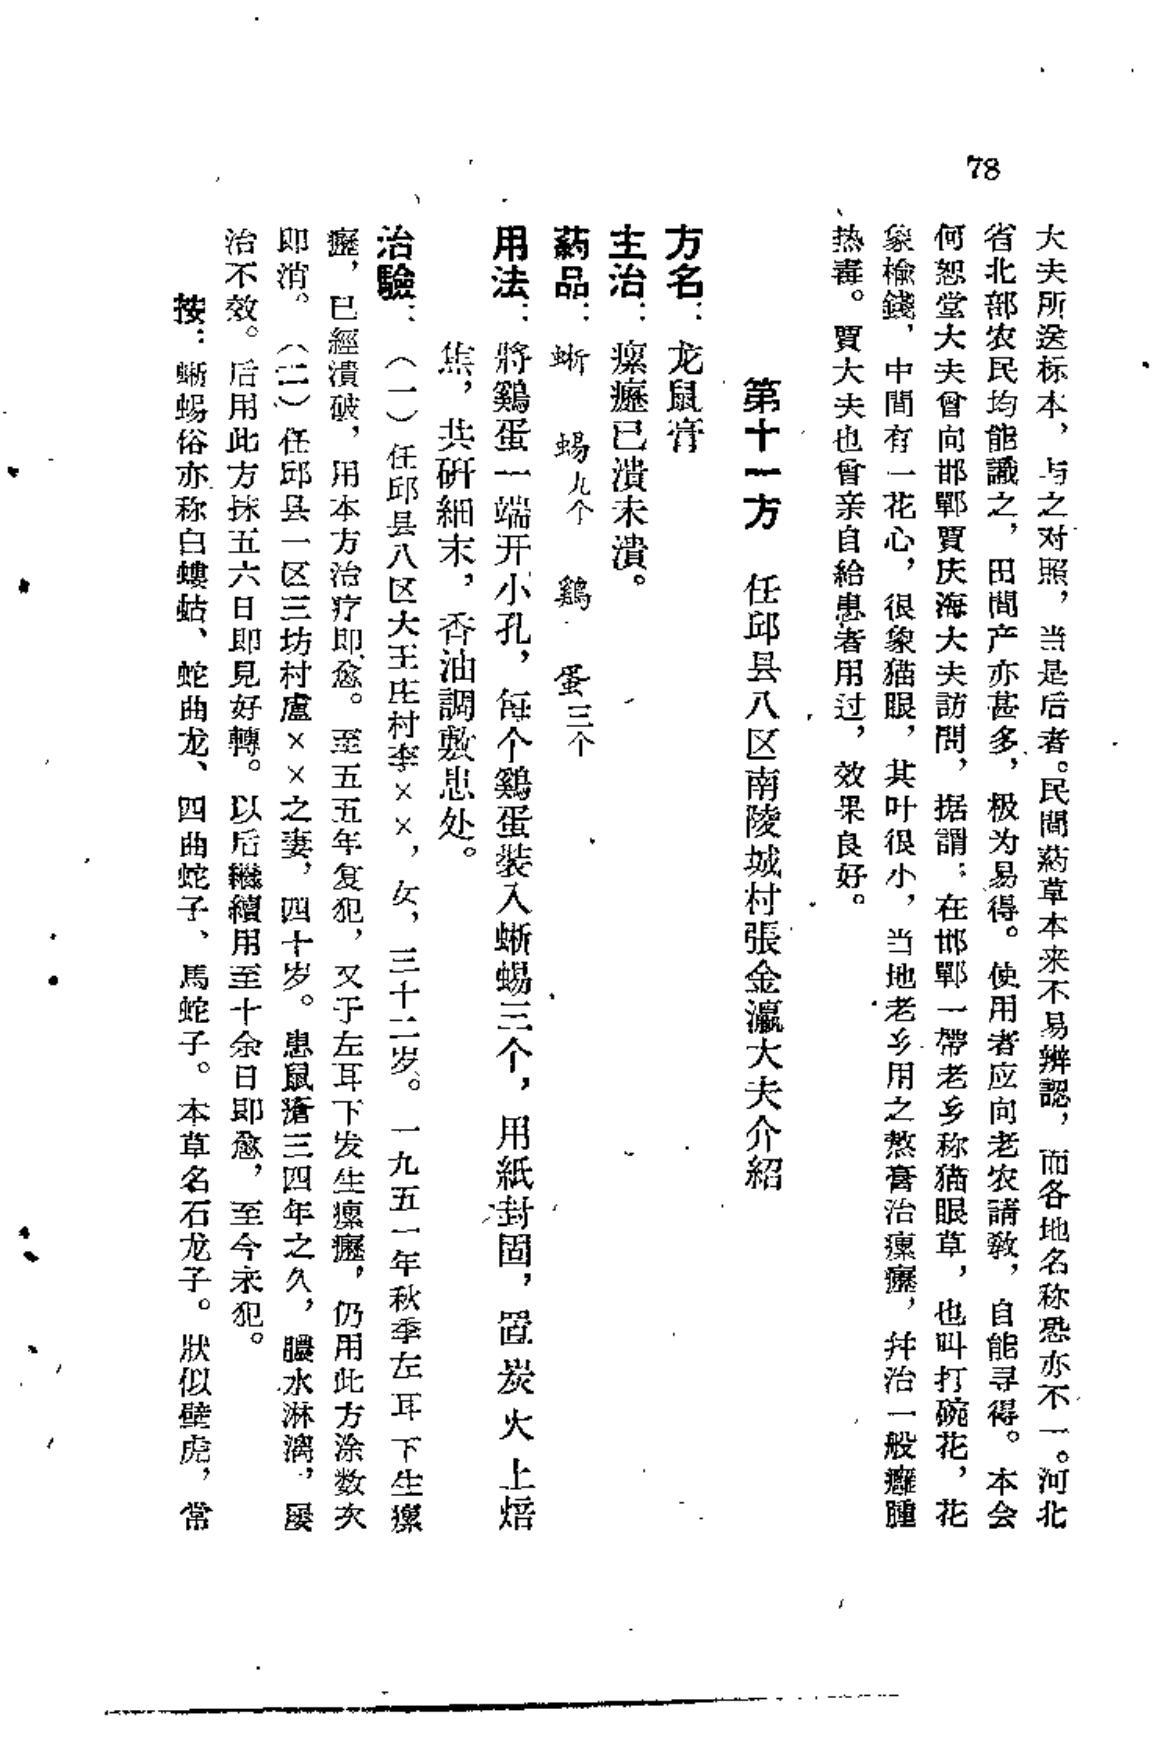 78
大夫所送标本，与之对照，当是后者。民間葯草本来不易辨認，而各地名称恐亦不一。河北
省北部农民均能識之，田間产亦甚多，极为易得。使用者应向老农請敎，自能寻得。本会
何恕堂大夫曾向邯鄲賈庆海大夫訪問，据謂：在邯鄲一帶老乡称猫眼草，也叫打碗花，花
象榆錢，中間有一花心，很象猫眼，其叶很小，当地老乡用之熬膏治瘰癧，幷治一般癰腫
热毒。賈大夫也曾亲自給患者用过，效果良好。
第十一方　任邱县八区南陵城村張金瀛大夫介紹
方名：龙鼠膏
主治：瘰癧已潰未潰。
葯品：蜥　蜴九个　鷄　蛋三个
用法：將鷄蛋一端开小孔，每个鷄蛋裝入蜥蜴三个，用紙封固，置炭火上焙
焦，共研細末，香油調敷患处。
治驗：（一）任邱县八区大王庄村李××，女，三十二岁。一九五一年秋季左耳下生瘰
癧，已經潰破，用本方治疗即愈。至五五年复犯，又于左耳下发生瘰癧，仍用此方涂数次
即消。（二）任邱县一区三坊村盧××之妻，四十岁。患鼠瘡三四年之久，膿水淋漓，屡
治不效。后用此方抹五六日即見好轉。以后繼續用至十余日即愈，至今未犯。
按：蜥蜴俗亦称白螻蛄、蛇曲龙、四曲蛇子、馬蛇子。本草名石龙子。狀似壁虎，常